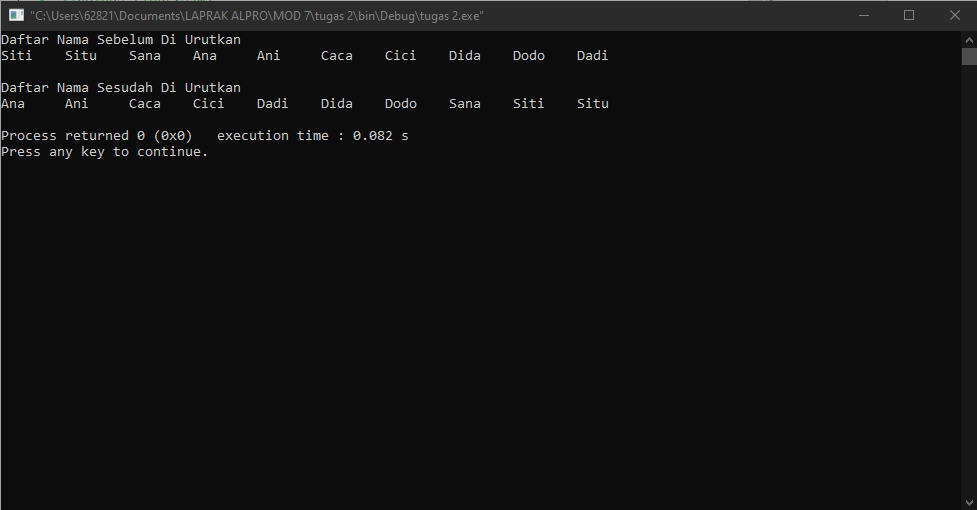 "C:\Users\62821\Documents\LAPRAK ALPRO\MOD 7\tugas 2\bin\Debug\tugas 2.exe"
Daftar Nama Sebelum Di Urutkan
Siti    Situ    Sana    Ana     Ani     Caca    Cici    Dida    Dodo    Dadi
Daftar Nama Sesudah Di Urutkan
Ana     Ani     Caca    Cici    Dadi    Dida    Dodo    Sana    Siti    Situ
Process returned 0 (0x0)   execution time : 0.082 s
Press any key to continue.